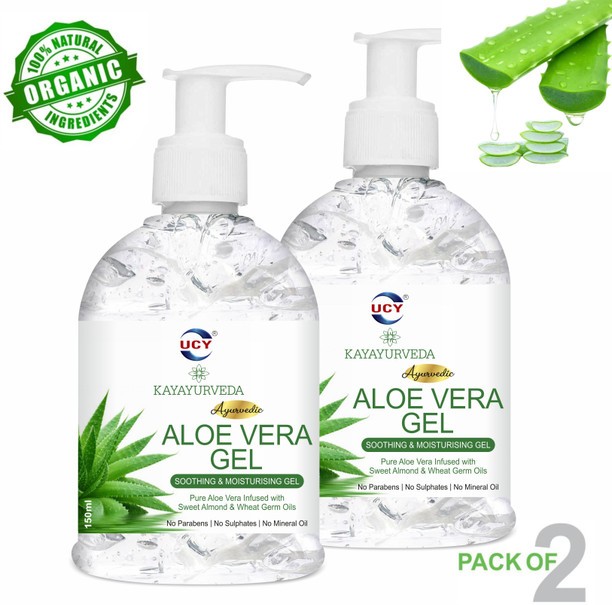 100% NATURAL
ORGANIC
INGREDIENTS
UCY®
KAYAYURVEDA
Ayurvedic
ALOE VERA
GEL
SOOTHING & MOISTURISING GEL
Pure Aloe Vera Infused with
Sweet Almond & Wheat Germ Oils
No Parabens | No Sulphates | No Mineral Oil
150ml
UCY®
KAYAYURVEDA
Ayurvedic
ALOE VERA
GEL
SOOTHING & MOISTURISING GEL
Pure Aloe Vera Infused with
Sweet Almond & Wheat Germ Oils
No Parabens | No Sulphates | No Mineral Oil
PACK OF 2